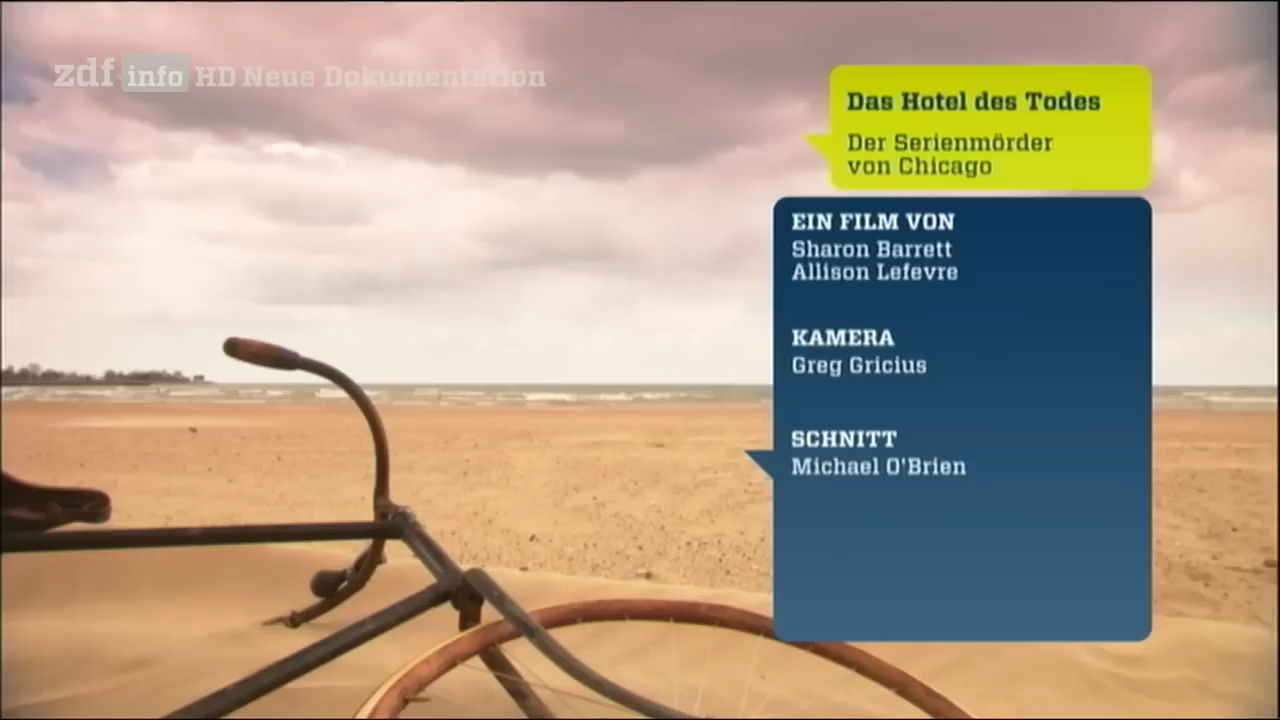 zdf info HD Neue Dokumentation
Das Hotel des Todes
Der Serienmörder
von Chicago
EIN FILM VON
Sharon Barrett
Allison Lefevre
KAMERA
Greg Gricius
SCHNITT
Michael O'Brien